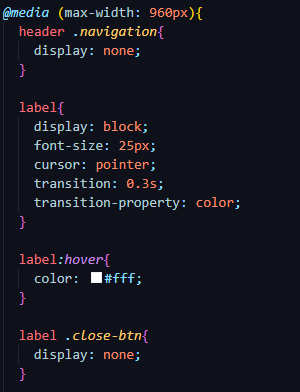 @media (max-width: 960px){
header .navigation{
display: none;
}
label{
display: block;
font-size: 25px;
cursor: pointer;
transition: 0.3s;
transition-property: color;
}
label:hover{
color: #fff;
}
label .close-btn{
display: none;
}